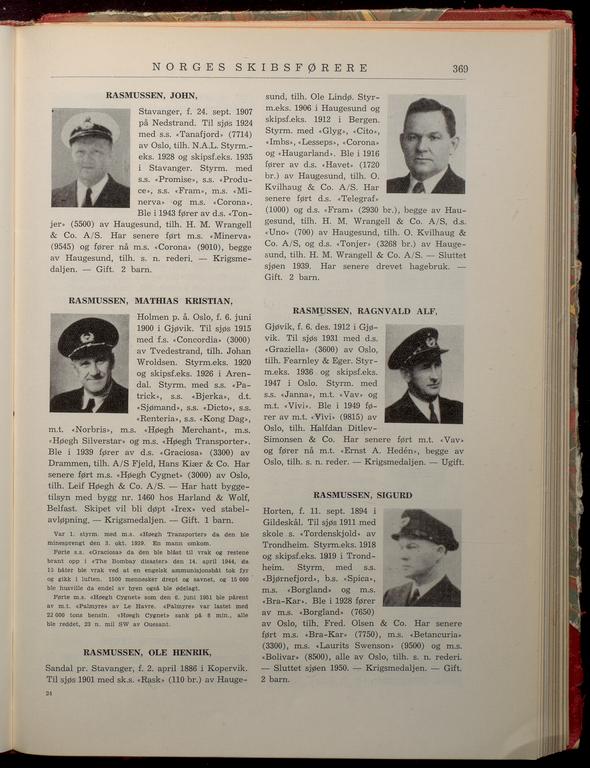 NORGES SKIBSFØRERE 369
RASMUSSEN, JOHN,
Stavanger, f. 24. sept. 1907
på Nedstrand. Til sjøs 1924
med s.s. «Tanafjord» (7714)
av Oslo, tilh. N.A.L. Styrm.-
eks. 1928 og skipsf.eks. 1935
i Stavanger. Styrm. med
s.s. «Promise», s.s. «Produ-
ce», s.s. «Fram», m.s. «Mi-
nerva» og m.s. «Corona».
Ble i 1943 fører av d.s. «Ton-
jer» (5500) av Haugesund, tilh. H. M. Wrangell
& Co. A/S. Har senere ført m.s. «Minerva»
(9545) og fører nå m.s. «Corona» (9010), begge
av Haugesund, tilh. s. n. rederi. — Krigsme-
daljen. — Gift. 2 barn.
RASMUSSEN, MATHIAS KRISTIAN,
Holmen p. å. Oslo, f. 6. juni
1900 i Gjøvik. Til sjøs 1915
med f.s. «Concordia» (3000)
av Tvedestrand, tilh. Johan
Wroldsen. Styrm.eks. 1920
og skipsf.eks. 1926 i Aren-
dal. Styrm. med s.s. «Pa-
trick», s.s. «Bjerka», d.t.
«Sjømand», s.s. «Dicto», s.s.
«Renteria», s.s. «Kong Dag»,
m.t. «Norbris», m.s. «Høegh Merchant», m.s.
«Høegh Silverstar» og m.s. «Høegh Transporter».
Ble i 1939 fører av d.s. «Graciosa» (3300) av
Drammen, tilh. A/S Fjeld, Hans Kiær & Co. Har
senere ført m.s. «Høegh Cygnet» (3000) av Oslo,
tilh. Leif Høegh & Co. A/S. — Har hatt bygge-
tilsyn med bygg nr. 1460 hos Harland & Wolf,
Belfast. Skipet vil bli døpt «Irex» ved stabel-
avløpning. — Krigsmedaljen. — Gift. 1 barn.
Var 1. styrm. med m.s. «Høegh Transporter» da den ble
minesprengt den 3. okt. 1939. En mann omkom.
Førte s.s. «Graciosa» da den ble blåst til vrak og restene
brant opp i «The Bombay disaster» den 14. april 1944, da
15 båter ble vrak ved at en engelsk ammunisjonsbåt tok fyr
og gikk i luften. 1500 mennesker drept og savnet, og 15 000
ble husville da endel av byen også ble ødelagt.
Førte m.s. «Høegh Cygnet» som den 6. juni 1951 ble pårent
av m.t. «Palmyre» av Le Havre. «Palmyre» var lastet med
22 000 tons bensin. «Høegh Cygnet» sank på 8 min., alle
ble reddet, 23 n. mil SW av Ouesant.
RASMUSSEN, OLE HENRIK,
Sandal pr. Stavanger, f. 2. april 1886 i Kopervik.
Til sjøs 1901 med sk.s. «Rask» (110 br.) av Hauge-
24
sund, tilh. Ole Lindø. Styr-
m.eks. 1906 i Haugesund og
skipsf.eks. 1912 i Bergen.
Styrm. med «Glyg», «Cito»,
«Imbs», «Lesseps», «Corona»
og «Haugarland». Ble i 1916
fører av d.s. «Havet» (1720
br.) av Haugesund, tilh. O.
Kvilhaug & Co. A/S. Har
senere ført d.s. «Telegraf»
(1000) og d.s. «Fram» (2930 br.), begge av Hau-
gesund, tilh. H. M. Wrangell & Co. A/S, d.s.
«Uno» (700) av Haugesund, tilh. O. Kvilhaug &
Co. A/S, og d.s. «Tonjer» (3268 br.) av Hauge-
sund, tilh. H. M. Wrangell & Co. A/S. — Sluttet
sjøen 1939. Har senere drevet hagebruk. —
Gift. 2 barn.
RASMUSSEN, RAGNVALD ALF,
Gjøvik, f. 6. des. 1912 i Gjø-
vik. Til sjøs 1931 med d.s.
«Graziella» (3600) av Oslo,
tilh. Fearnley & Eger. Styr-
m.eks. 1936 og skipsf.eks.
1947 i Oslo. Styrm. med
s.s. «Janna», m.t. «Vav» og
m.t. «Vivi». Ble i 1949 fø-
rer av m.t. «Vivi» (9815) av
Oslo, tilh. Halfdan Ditlev-
Simonsen & Co. Har senere ført m.t. «Vav»
og fører nå m.t. «Ernst A. Hedén», begge av
Oslo, tilh. s. n. reder. — Krigsmedaljen. — Ugift.
RASMUSSEN, SIGURD
Horten, f. 11. sept. 1894 i
Gildeskål. Til sjøs 1911 med
skole s. «Tordenskjold» av
Trondheim. Styrm.eks. 1918
og skipsf.eks. 1919 i Trond-
heim. Styrm. med s.s.
«Bjørnefjord», b.s. «Spica»,
m.s. «Borgland» og m.s.
«Bra-Kar». Ble i 1928 fører
av m.s. «Borgland» (7650)
av Oslo, tilh. Fred. Olsen & Co. Har senere
ført m.s. «Bra-Kar» (7750), m.s. «Betancuria»
(3300), m.s. «Laurits Swenson» (9500) og m.s.
«Bolivar» (8500), alle av Oslo, tilh. s. n. rederi.
— Sluttet sjøen 1950. — Krigsmedaljen. — Gift.
2 barn.